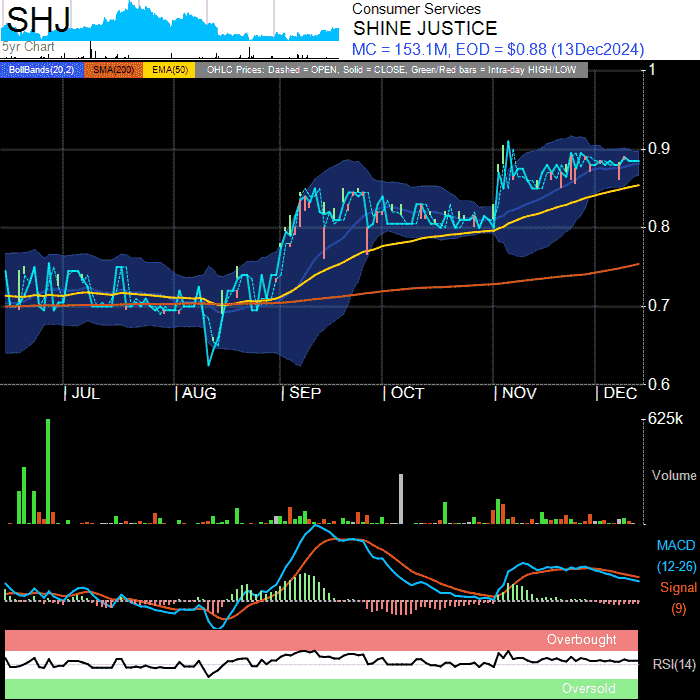 SHJ
5yr Chart
Consumer Services
SHINE JUSTICE
MC = 153.1M, EOD = $0.88 (13Dec2024)
BollBands(20,2) SMA(200) EMA(50) OHLC Prices: Dashed = OPEN, Solid = CLOSE, Green/Red bars = Intra-day HIGH/LOW
1
0.9
0.8
0.7
0.6
JUL AUG SEP OCT NOV DEC
625k
Volume
MACD
(12-26)
Signal
(9)
Overbought
RSI(14)
Oversold